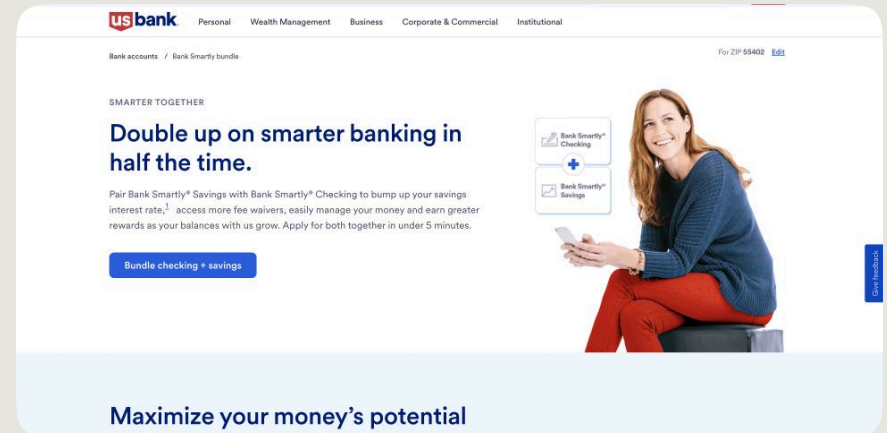 usbank
Personal Wealth Management Business Corporate & Commercial Institutional
Bank accounts / Bank Smartly bundle
For ZIP 55402 Edit
SMARTER TOGETHER
Double up on smarter banking in
half the time.
Pair Bank Smartly® Savings with Bank Smartly® Checking to bump up your savings
interest rate,1 access more fee waivers, easily manage your money and earn greater
rewards as your balances with us grow. Apply for both together in under 5 minutes.
Bundle checking + savings
Bank Smartly®
Checking
Bank Smartly®
Savings
Give feedback
Maximize your money’s potential